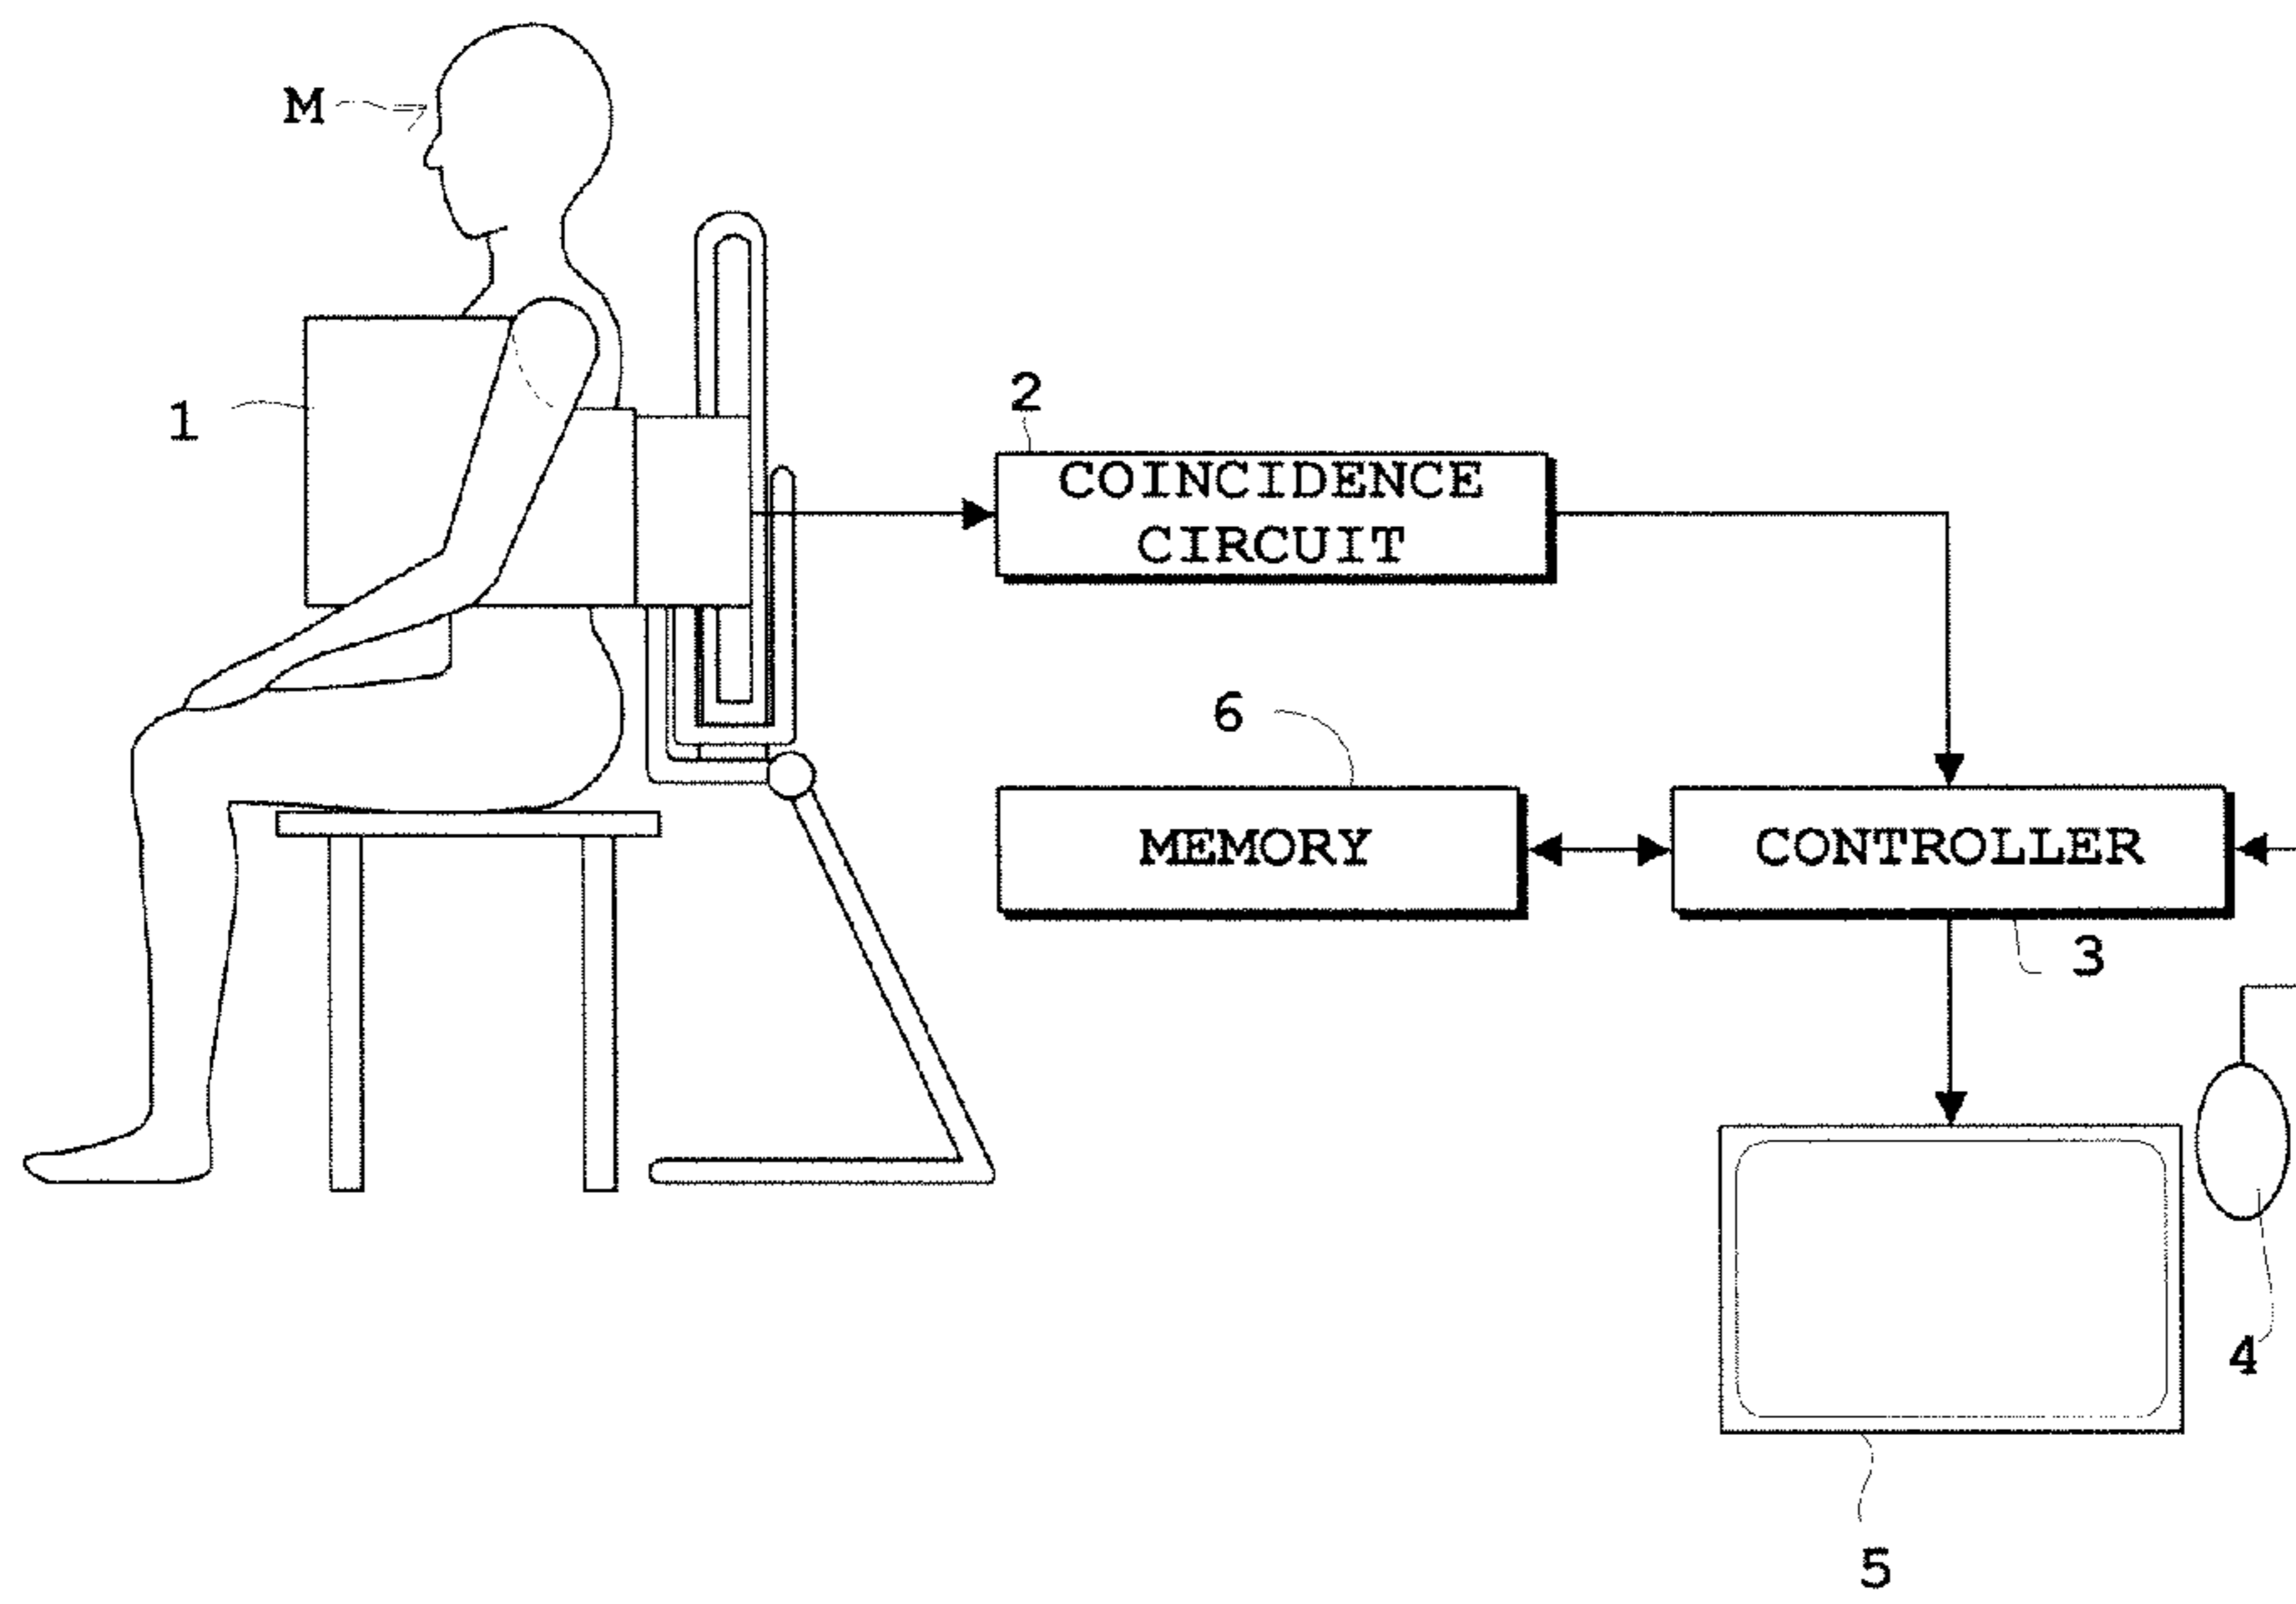 M
1
2
COINCIDENCE
CIRCUIT
6
MEMORY
CONTROLLER
3
4
5